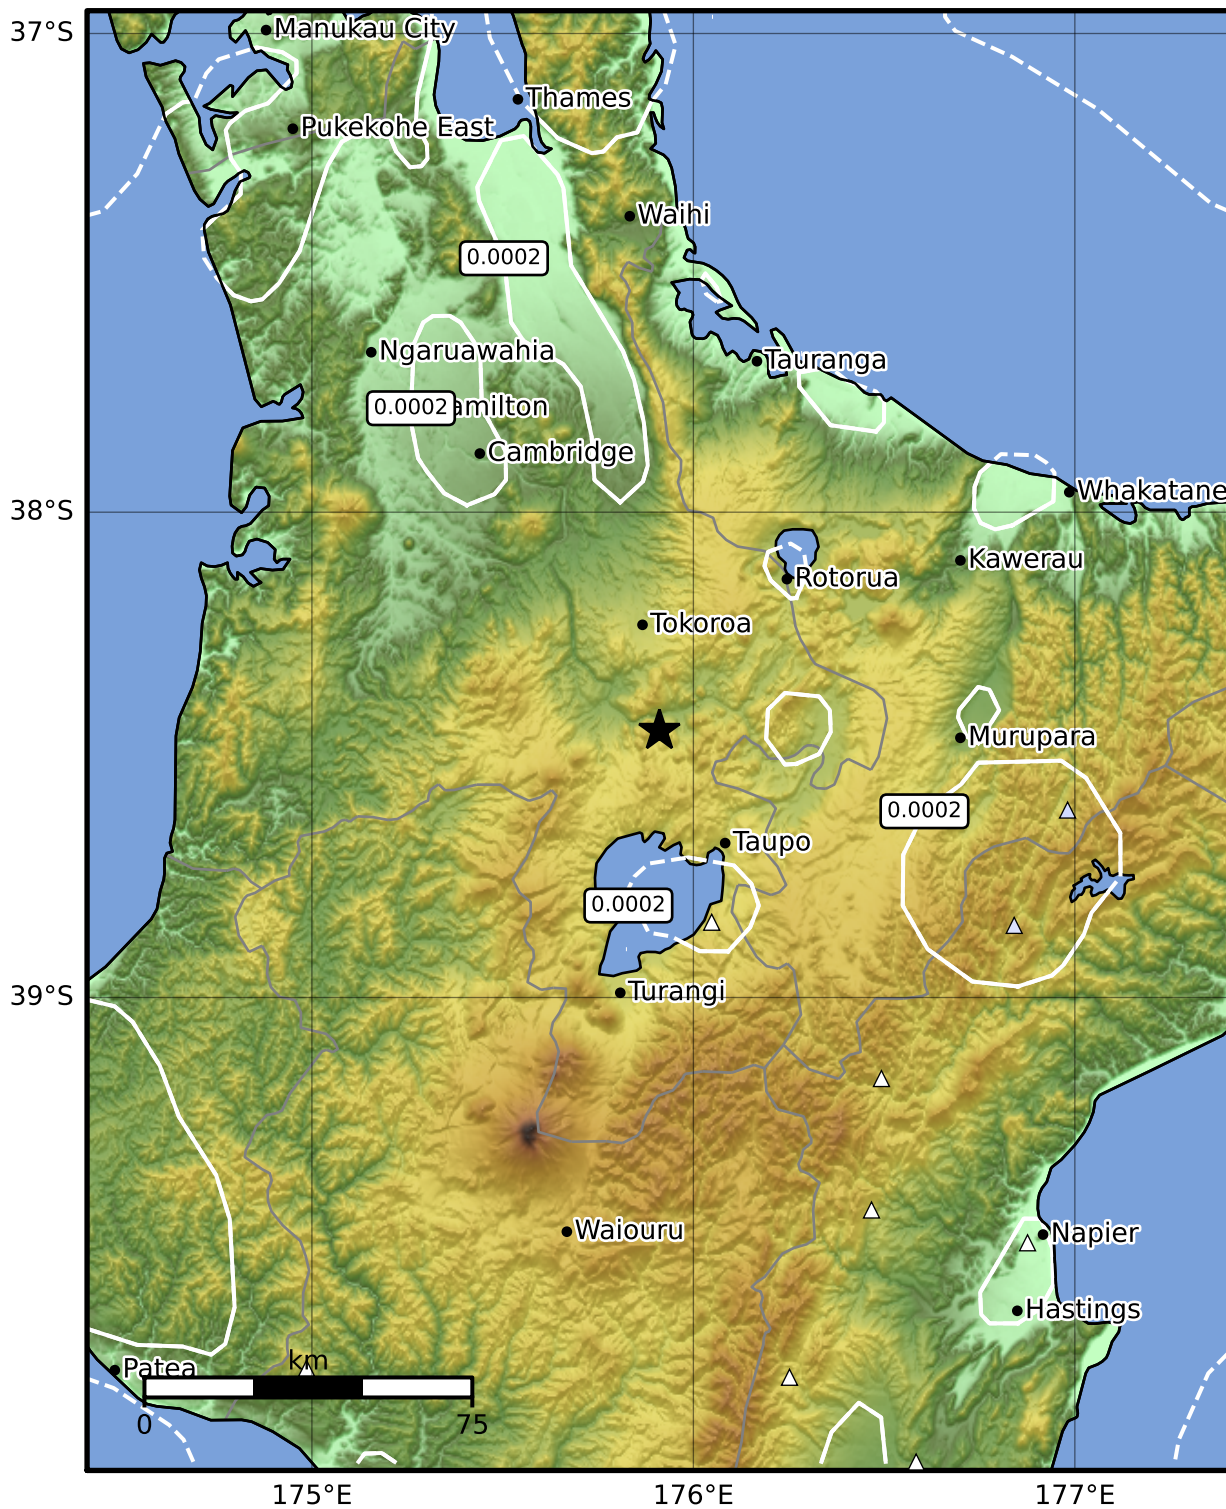 37°S
Manukau City
Thames
Pukekohe East
Waihi
0.0002
Ngaruawahia
Tauranga
0.0002
amilton
Cambridge
Whakatane
38°S
Kawerau
Rotorua
Tokoroa
Murupara
0.0002
Taupo
0.0002
Turangi
39°S
Waiouru
Napier
Hastings
Patea
km
0
75
175°E
176°E
177°E